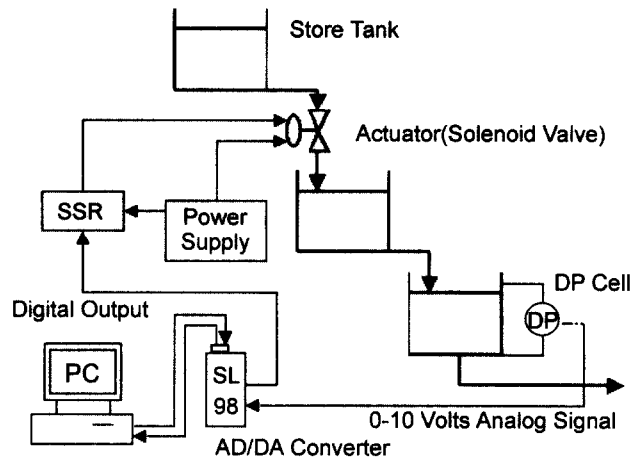 Store Tank
Actuator(Solenoid Valve)
SSR
Power
Supply
DP Cell
DP
Digital Output
PC
SL
98
0-10 Volts Analog Signal
AD/DA Converter